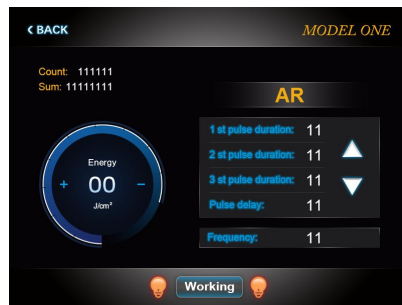 < BACK
MODEL ONE
Count: 111111
Sum: 11111111
AR
1 st pulse duration: 11
2 st pulse duration: 11
3 st pulse duration: 11
Pulse delay: 11
Frequency: 11
Energy
+ 00 -
J/cm²
Working